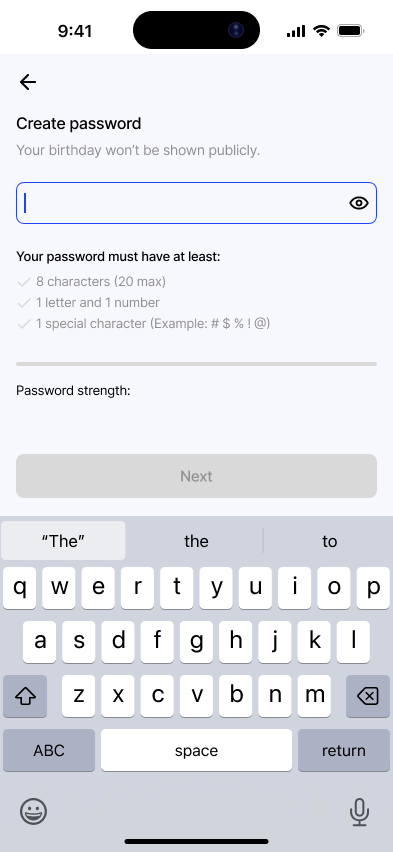 9:41
Create password
Your birthday won't be shown publicly.
Your password must have at least:
8 characters (20 max)
1 letter and 1 number
1 special character (Example: # $ % ! @)
Password strength:
Next
“The” the to
q w e r t y u i o p
a s d f g h j k l
z x c v b n m
ABC space return